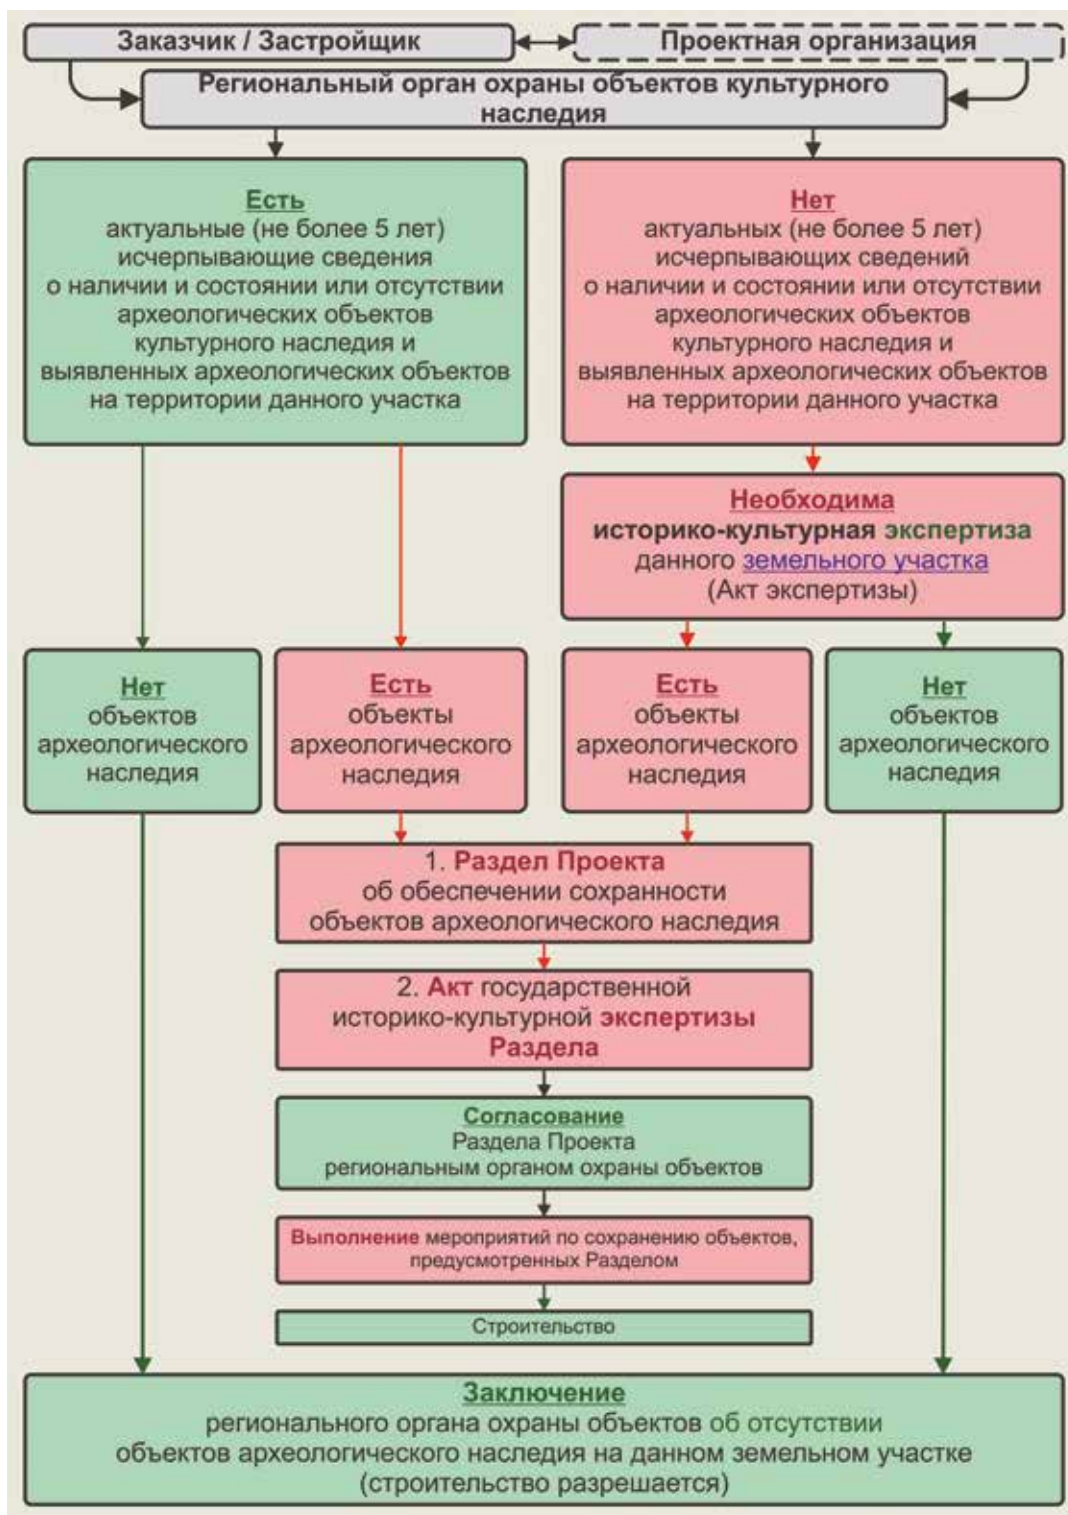 Заказчик / Застройщик
Проектная организация
Региональный орган охраны объектов культурного
наследия
Есть
актуальные (не более 5 лет)
исчерпывающие сведения
о наличии и состоянии или отсутствии
археологических объектов
культурного наследия и
выявленных археологических объектов
на территории данного участка
Нет
актуальных (не более 5 лет)
исчерпывающих сведений
о наличии и состоянии или отсутствии
археологических объектов
культурного наследия и
выявленных археологических объектов
на территории данного участка
Необходима
историко-культурная экспертиза
данного земельного участка
(Акт экспертизы)
Нет
объектов
археологического
наследия
Есть
объекты
археологического
наследия
Есть
объекты
археологического
наследия
Нет
объектов
археологического
наследия
1. Раздел Проекта
об обеспечении сохранности
объектов археологического наследия
2. Акт государственной
историко-культурной экспертизы
Раздела
Согласование
Раздела Проекта
региональным органом охраны объектов
Выполнение мероприятий по сохранению объектов,
предусмотренных Разделом
Строительство
Заключение
регионального органа охраны объектов об отсутствии
объектов археологического наследия на данном земельном участке
(строительство разрешается)